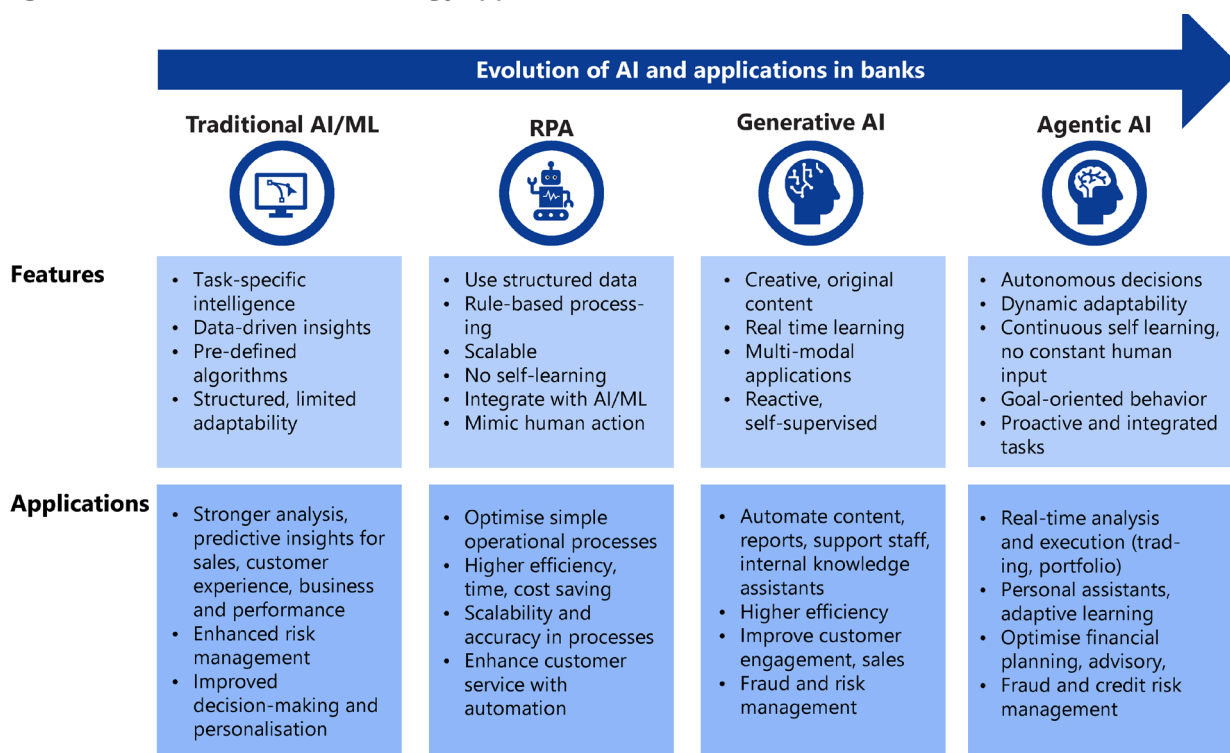 Evolution of AI and applications in banks
Traditional AI/ML
RPA
Generative AI
Agentic AI
Features
• Task-specific
intelligence
• Data-driven insights
• Pre-defined
algorithms
• Structured, limited
adaptability
• Use structured data
• Rule-based process-
ing
• Scalable
• No self-learning
• Integrate with AI/ML
• Mimic human action
• Creative, original
content
• Real time learning
• Multi-modal
applications
• Reactive,
self-supervised
• Autonomous decisions
• Dynamic adaptability
• Continuous self learning,
no constant human
input
• Goal-oriented behavior
• Proactive and integrated
tasks
Applications
• Stronger analysis,
predictive insights for
sales, customer
experience, business
and performance
• Enhanced risk
management
• Improved
decision-making and
personalisation
• Optimise simple
operational processes
• Higher efficiency,
time, cost saving
• Scalability and
accuracy in processes
• Enhance customer
service with
automation
• Automate content,
reports, support staff,
internal knowledge
assistants
• Higher efficiency
• Improve customer
engagement, sales
• Fraud and risk
management
• Real-time analysis
and execution (trad-
ing, portfolio)
• Personal assistants,
adaptive learning
• Optimise financial
planning, advisory,
• Fraud and credit risk
management